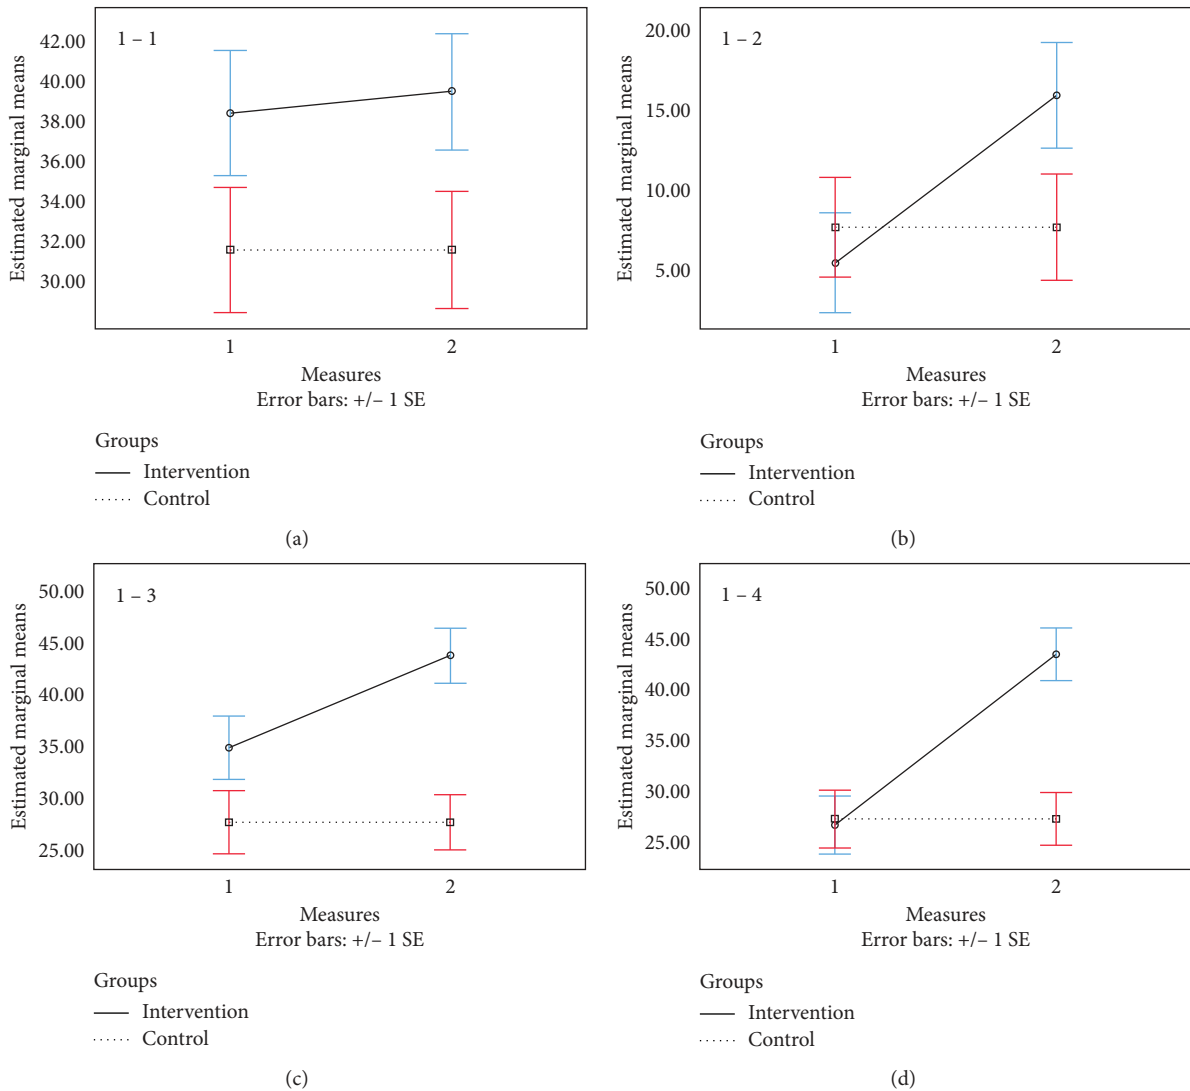 1 – 1
Estimated marginal means
42.00
40.00
38.00
36.00
34.00
32.00
30.00
1
2
Measures
Error bars: +/– 1 SE
Groups
Intervention
Control
(a)
1 – 2
Estimated marginal means
20.00
15.00
10.00
5.00
1
2
Measures
Error bars: +/– 1 SE
Groups
Intervention
Control
(b)
1 – 3
Estimated marginal means
50.00
45.00
40.00
35.00
30.00
25.00
1
2
Measures
Error bars: +/– 1 SE
Groups
Intervention
Control
(c)
1 – 4
Estimated marginal means
50.00
45.00
40.00
35.00
30.00
25.00
1
2
Measures
Error bars: +/– 1 SE
Groups
Intervention
Control
(d)